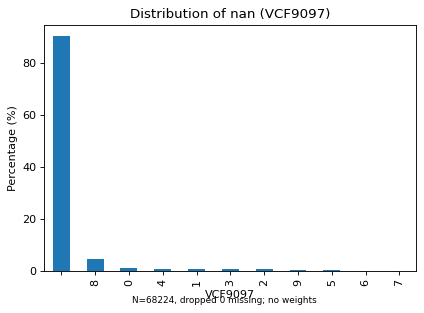 Distribution of nan (VCF9097)
Percentage (%)
80
60
40
20
0
8 0 4 1 3 2 9 5 6 7
VCF9097
N=68224, dropped 0 missing; no weights